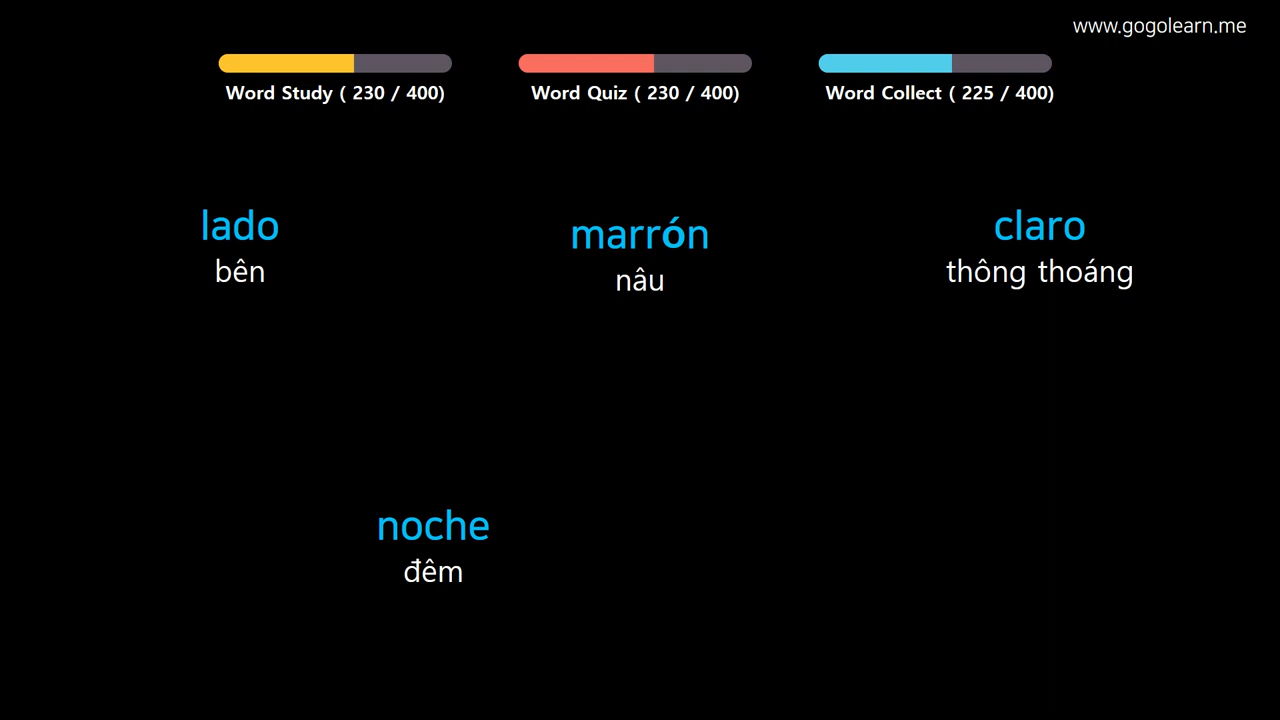 www.gogolearn.me
Word Study ( 230 / 400)
Word Quiz ( 230 / 400)
Word Collect ( 225 / 400)
lado
bên
marrón
nâu
claro
thông thoáng
noche
đêm